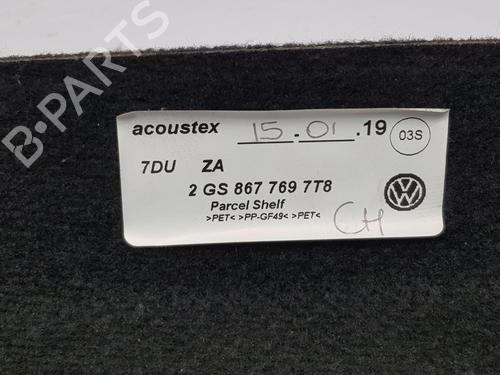 acoustex 15.01.19 03S
7DU ZA
2 GS 867 769 7T8
Parcel Shelf
>PET< >PP-GF49< >PET<
CH
B-PARTS